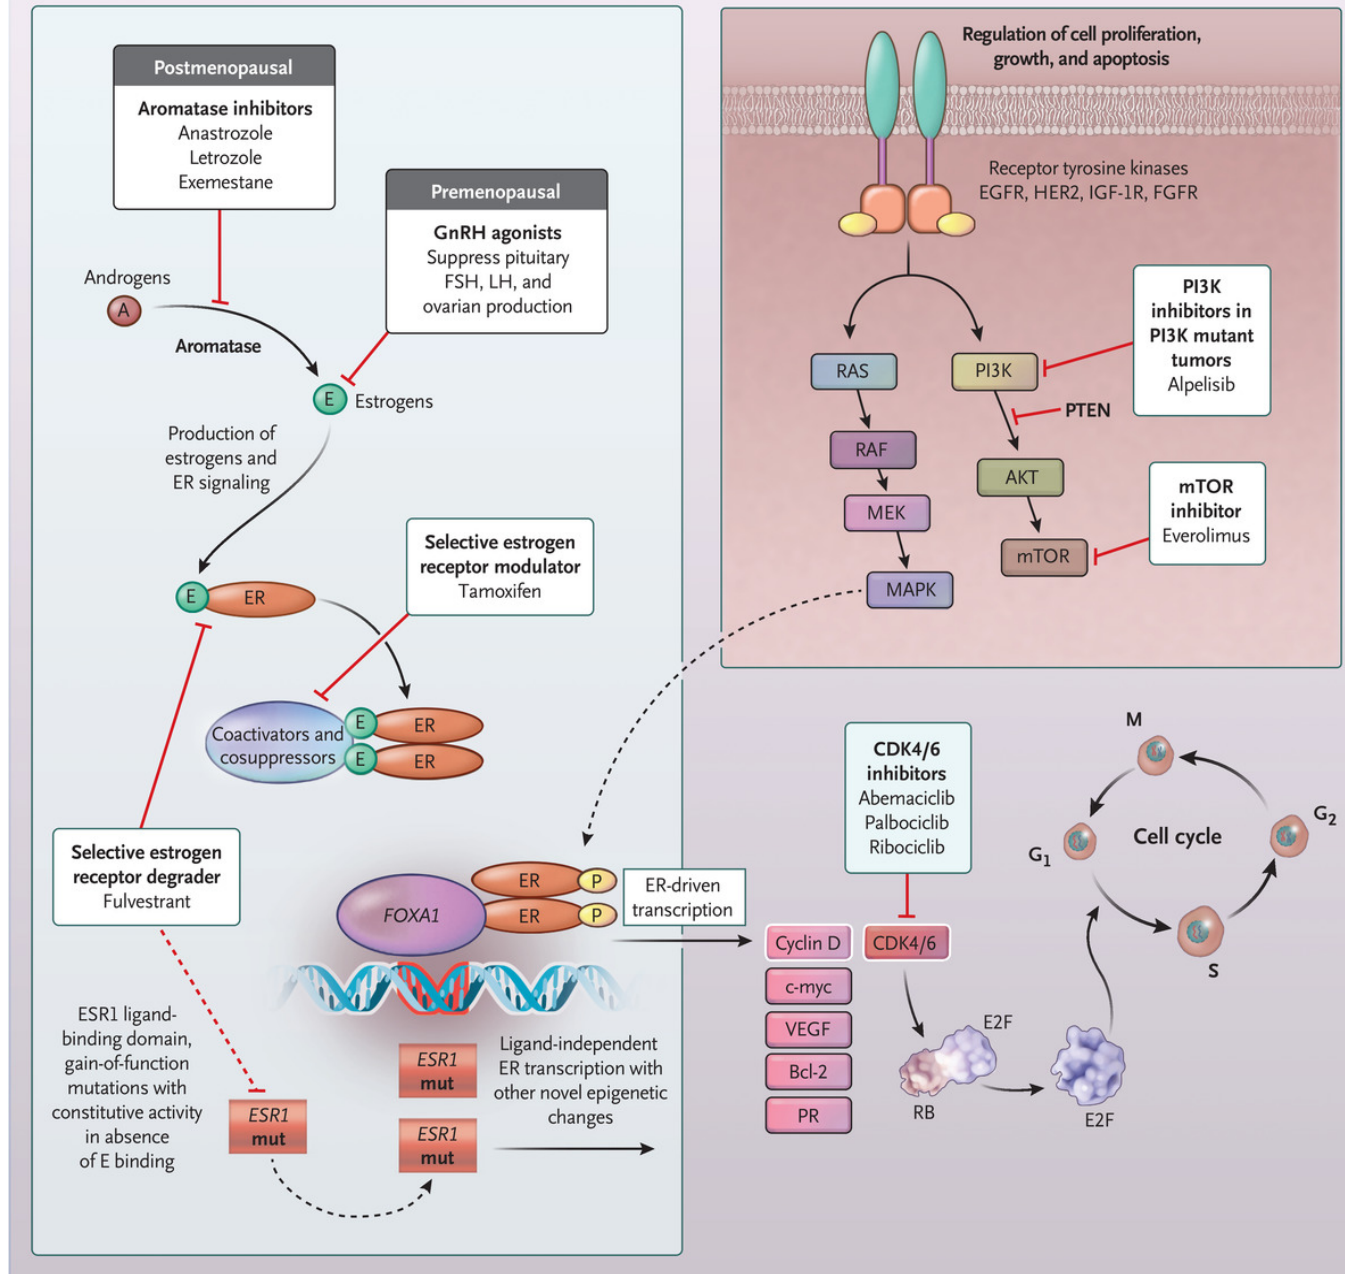 Postmenopausal
Aromatase inhibitors
Anastrozole
Letrozole
Exemestane
Premenopausal
GnRH agonists
Suppress pituitary
FSH, LH, and
ovarian production
Androgens
A
Aromatase
E
Estrogens
Production of
estrogens and
ER signaling
Selective estrogen
receptor modulator
Tamoxifen
E
ER
Coactivators and
cosuppressors
E
ER
E
ER
Selective estrogen
receptor degrader
Fulvestrant
FOXA1
ER
P
ER
P
ER-driven
transcription
ESR1 ligand-
binding domain,
gain-of-function
mutations with
constitutive activity
in absence
of E binding
ESR1
mut
ESR1
mut
ESR1
mut
Ligand-independent
ER transcription with
other novel epigenetic
changes
Regulation of cell proliferation,
growth, and apoptosis
Receptor tyrosine kinases
EGFR, HER2, IGF-1R, FGFR
RAS
RAF
MEK
MAPK
PI3K
PTEN
AKT
mTOR
PI3K
inhibitors in
PI3K mutant
tumors
Alpelisib
mTOR
inhibitor
Everolimus
CDK4/6
inhibitors
Abemaciclib
Palbociclib
Ribociclib
Cyclin D
CDK4/6
c-myc
VEGF
Bcl-2
PR
RB
E2F
E2F
Cell cycle
M
G1
G2
S